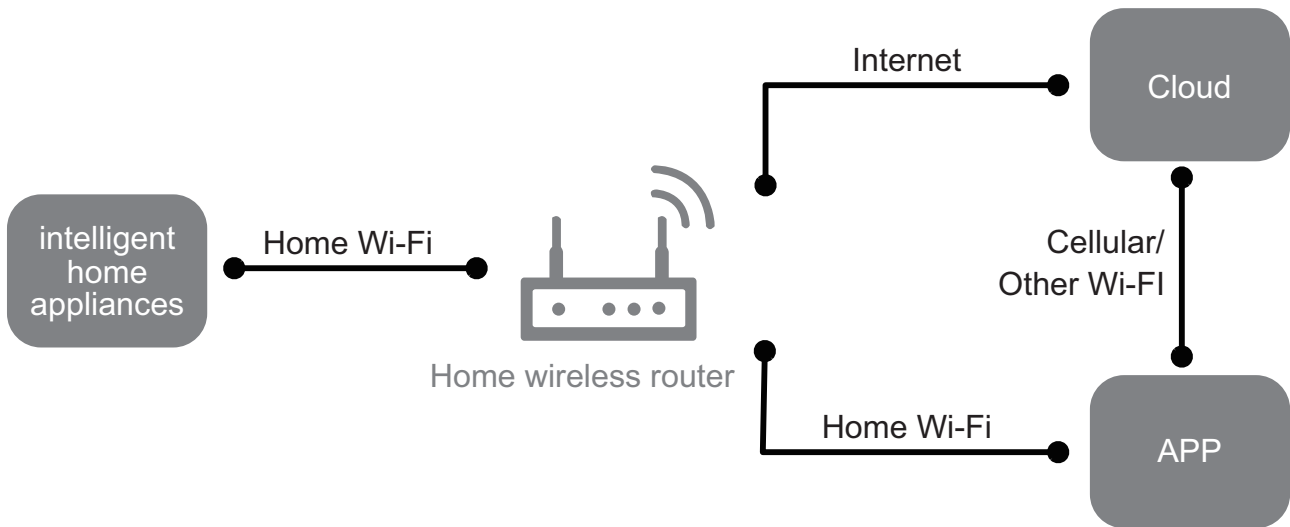 Internet
Cloud
intelligent
home
appliances
Home Wi-Fi
Cellular/
Other Wi-FI
Home wireless router
Home Wi-Fi
APP